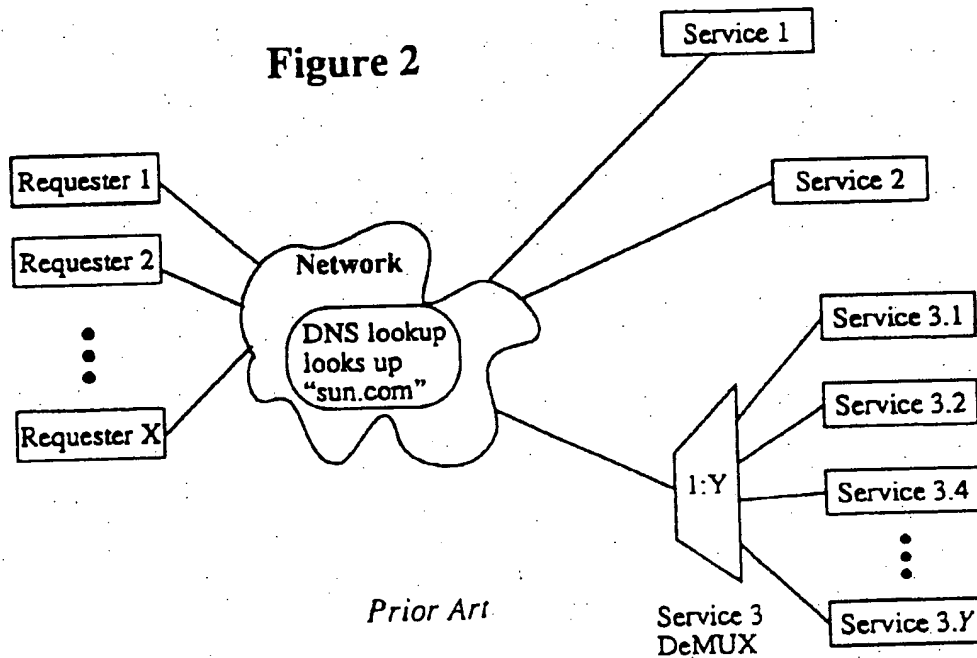 Figure 2
Service 1
Service 2
Requester 1
Requester 2
Requester X
Network
DNS lookup
looks up
“sun.com”
1:Y
Service 3.1
Service 3.2
Service 3.4
Service 3.Y
Service 3
DeMUX
Prior Art